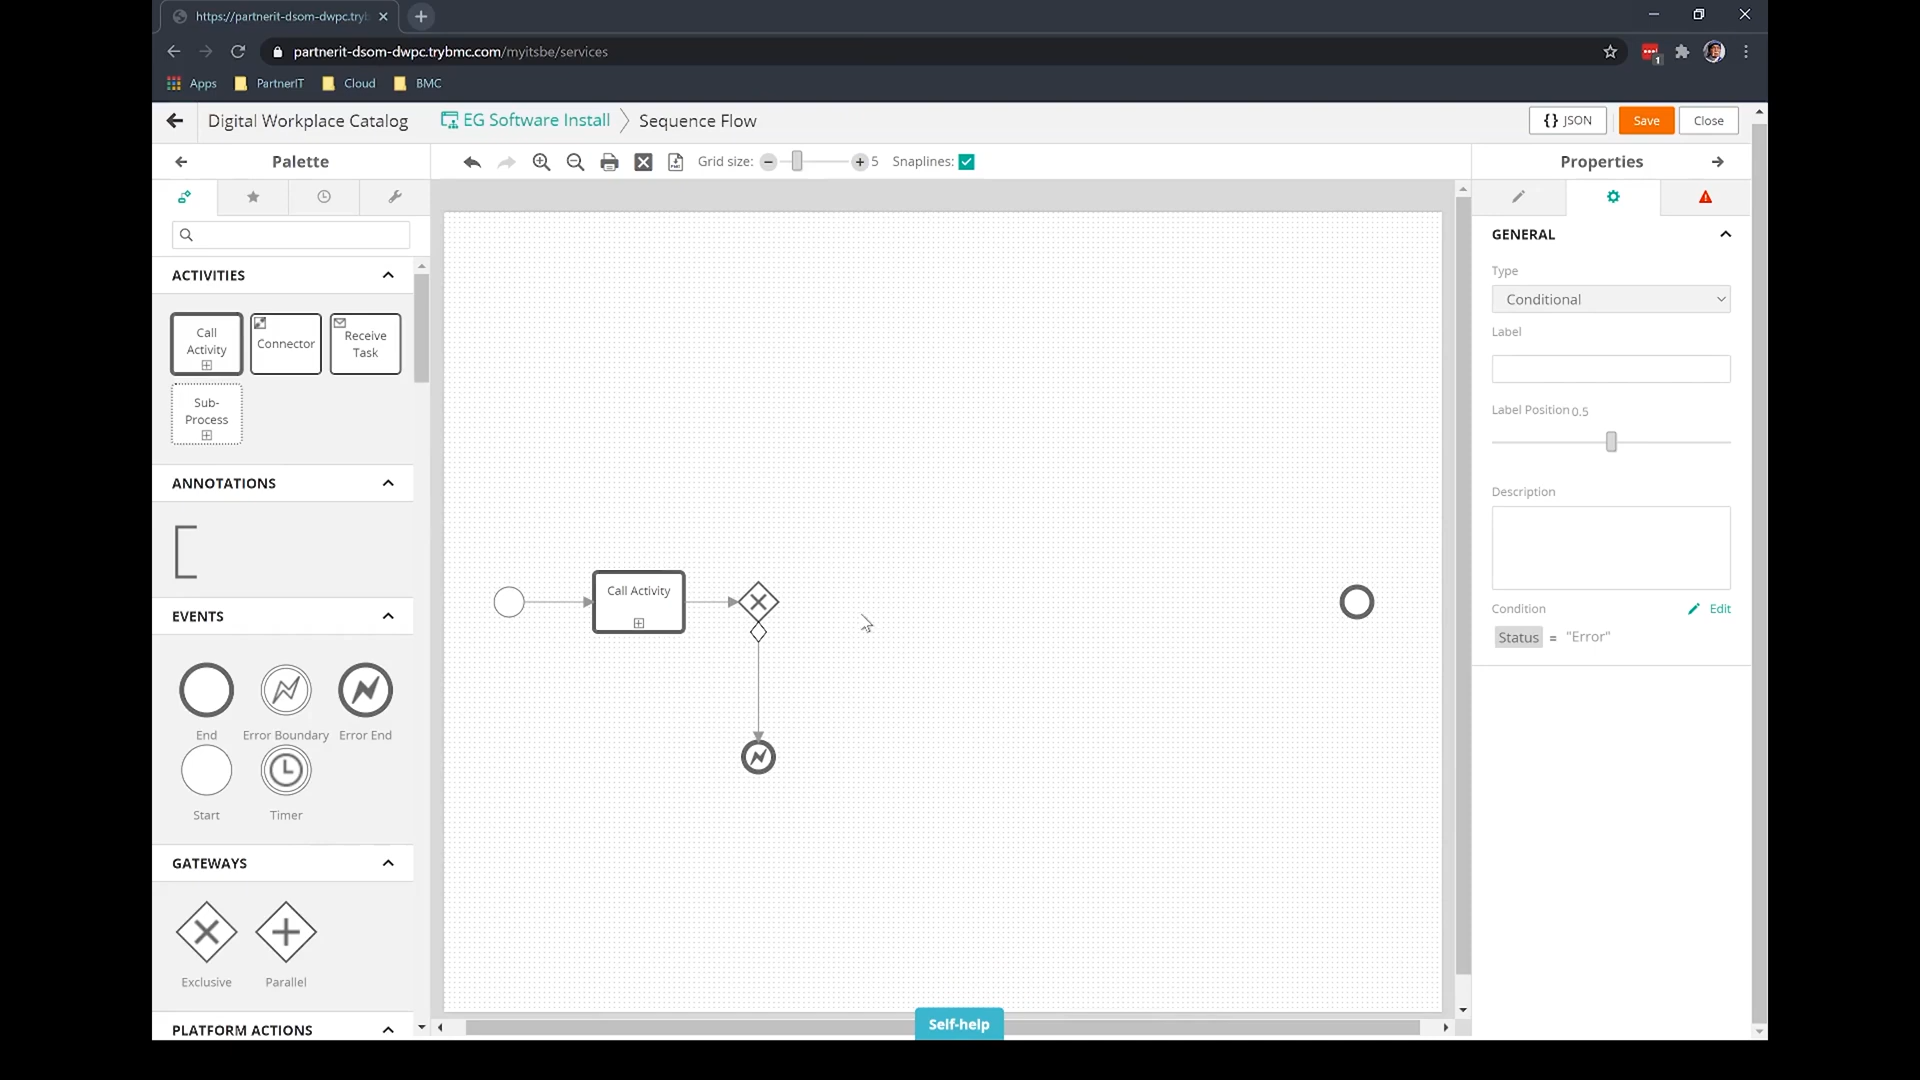 https://partnerit-dsom-dwpc.tryb
partnerit-dsom-dwpc.trybmc.com/myitsbe/services
1
Apps PartnerIT Cloud BMC
Digital Workplace Catalog EG Software Install Sequence Flow {} JSON Save Close
Palette Grid size: 5 Snaplines: Properties
ACTIVITIES
Call Activity
Connector
Receive Task
Sub-Process
ANNOTATIONS
EVENTS
End Error Boundary Error End
Start Timer
GATEWAYS
Exclusive Parallel
PLATFORM ACTIONS
Call Activity
Self-help
GENERAL
Type
Conditional
Label
Label Position 0.5
Description
Condition Edit
Status = "Error"